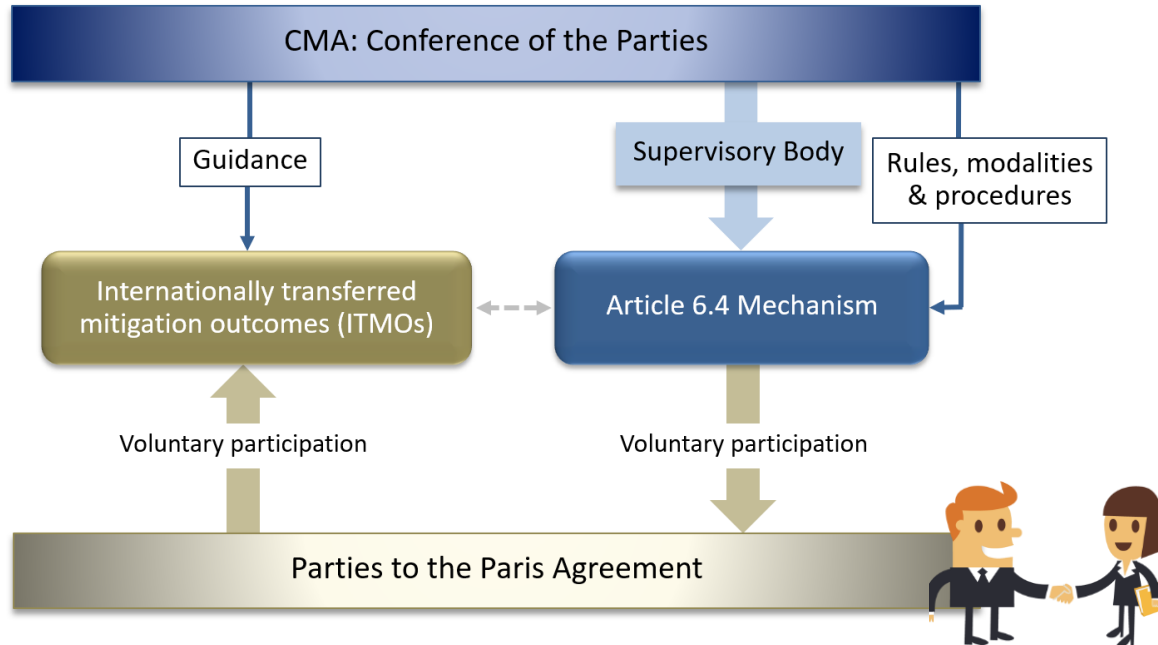 CMA: Conference of the Parties
Guidance
Supervisory Body
Rules, modalities
& procedures
Internationally transferred
mitigation outcomes (ITMOs)
Article 6.4 Mechanism
Voluntary participation
Voluntary participation
Parties to the Paris Agreement